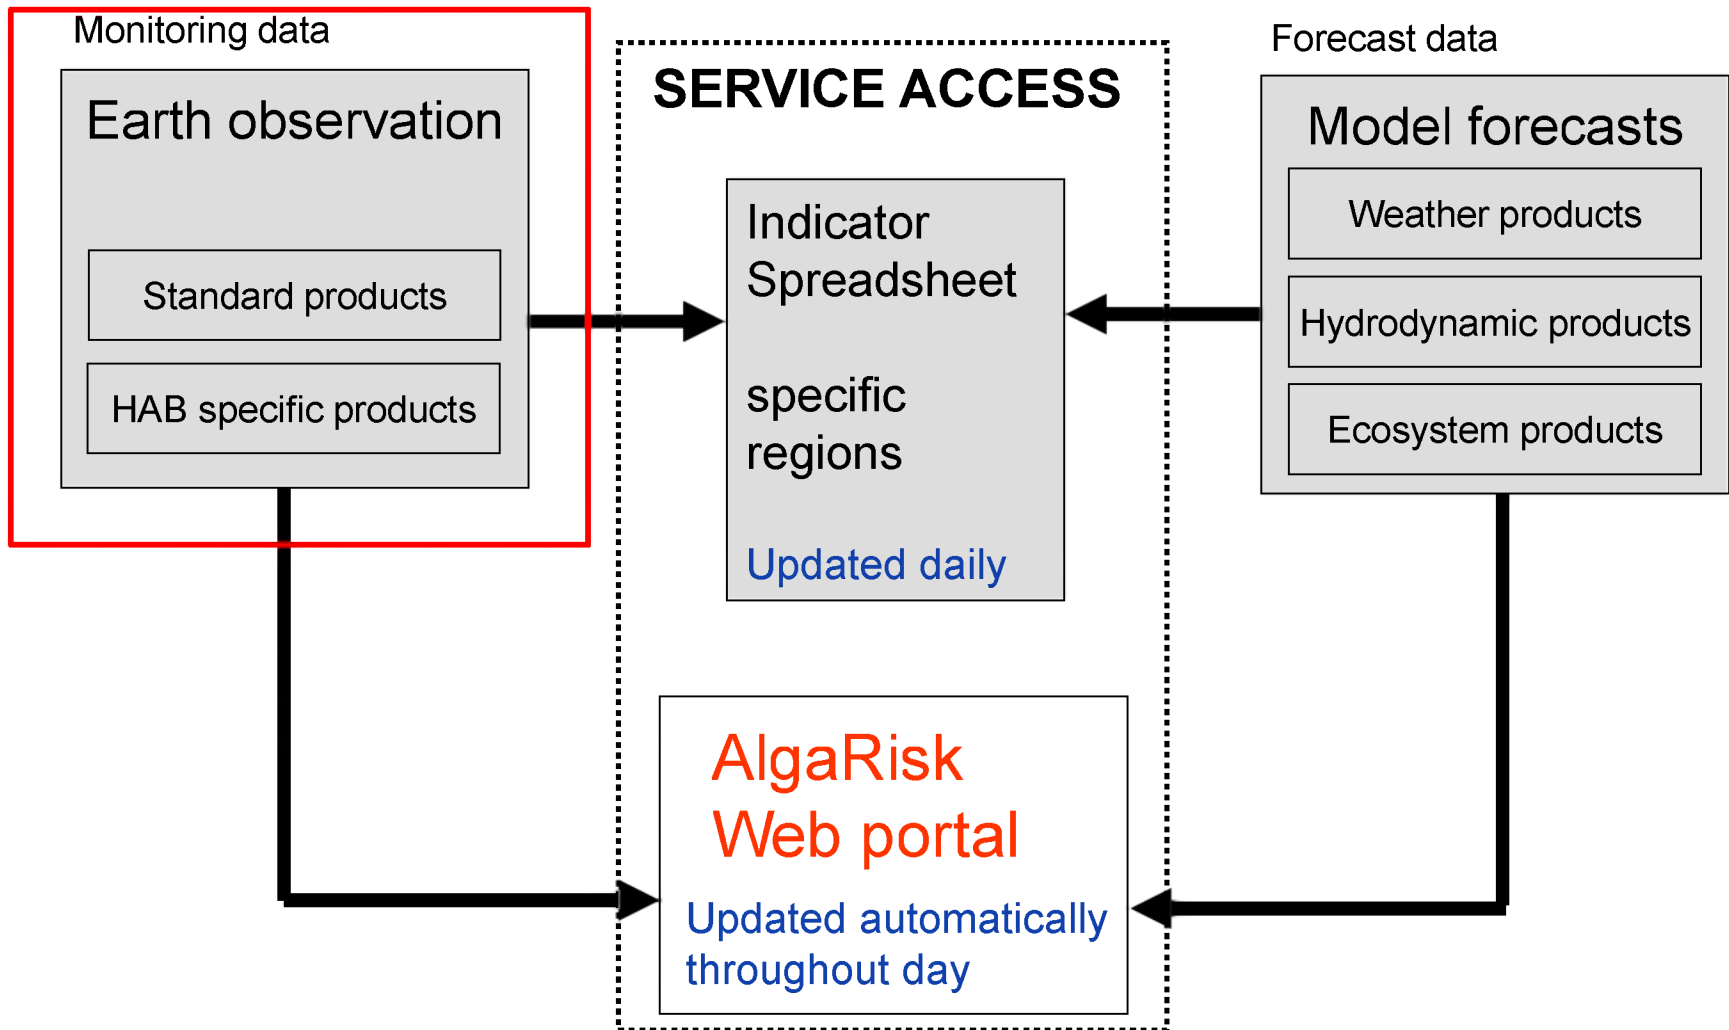 Monitoring data
Earth observation
Standard products
HAB specific products
SERVICE ACCESS
Indicator
Spreadsheet
specific
regions
Updated daily
AlgaRisk
Web portal
Updated automatically
throughout day
Forecast data
Model forecasts
Weather products
Hydrodynamic products
Ecosystem products